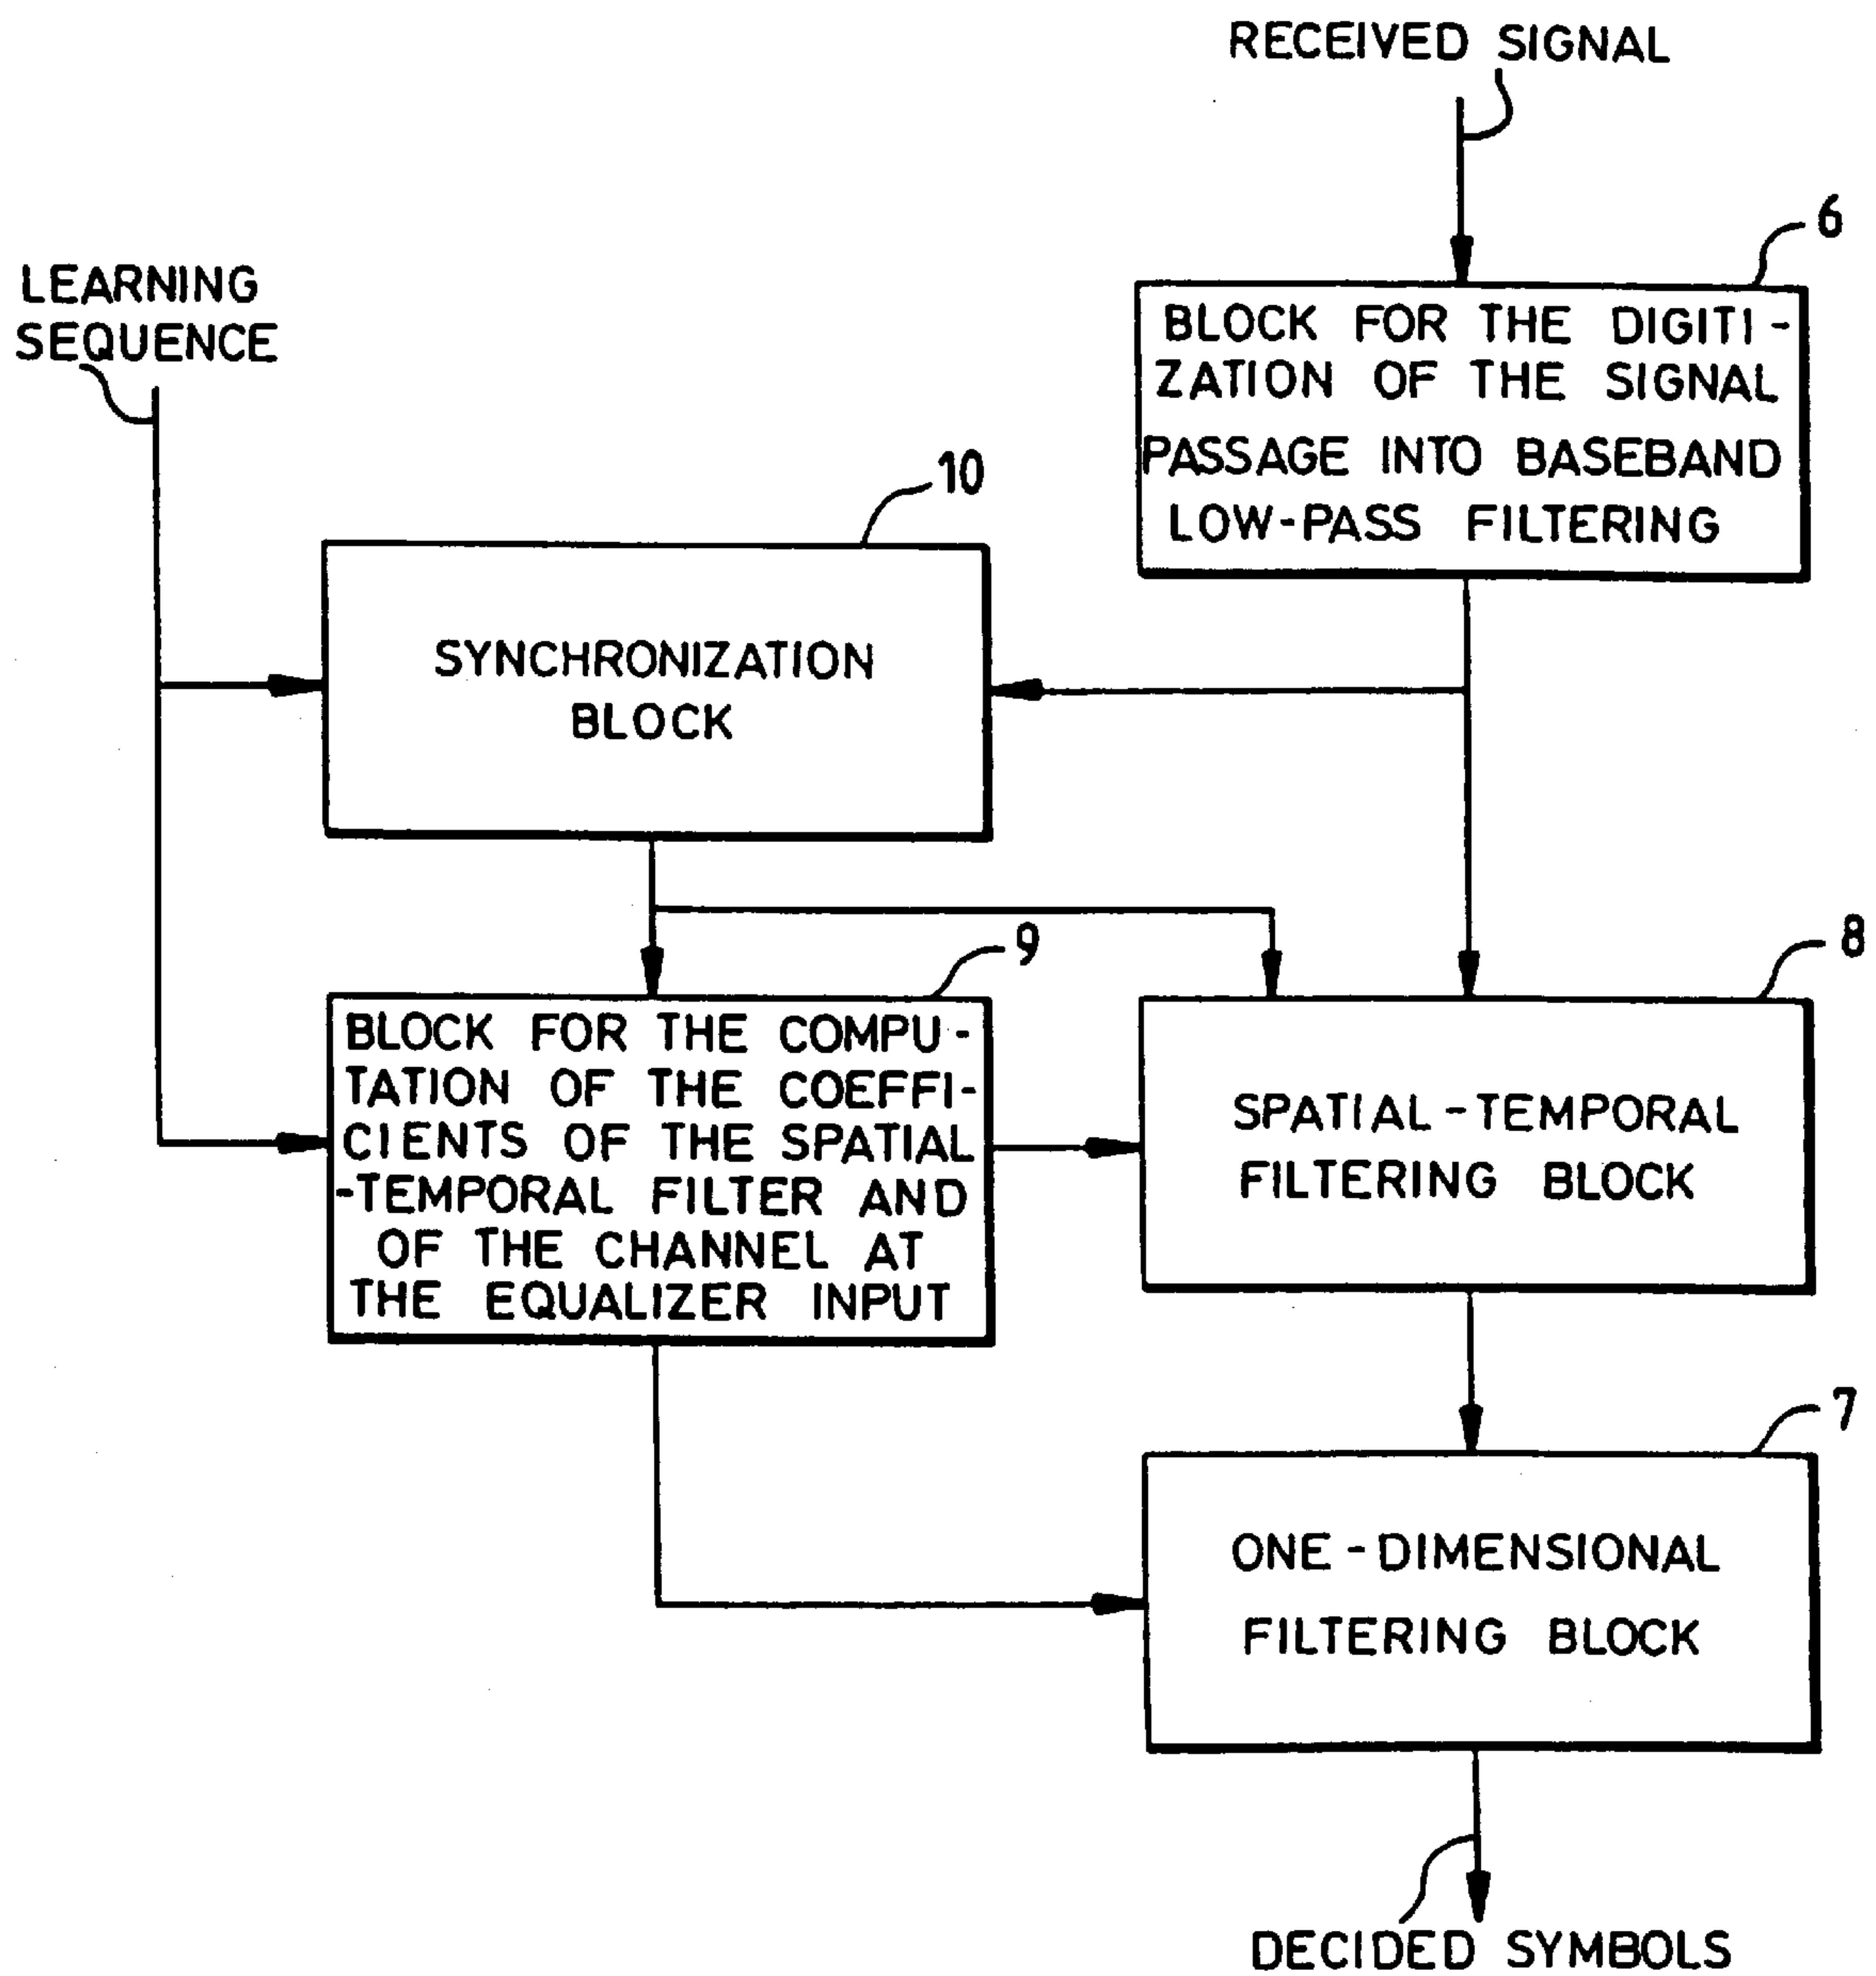 RECEIVED SIGNAL
6
LEARNING
SEQUENCE
BLOCK FOR THE DIGITI-
ZATION OF THE SIGNAL
PASSAGE INTO BASEBAND
LOW-PASS FILTERING
10
SYNCHRONIZATION
BLOCK
9
BLOCK FOR THE COMPU-
TATION OF THE COEFFI-
CIENTS OF THE SPATIAL
-TEMPORAL FILTER AND
OF THE CHANNEL AT
THE EQUALIZER INPUT
8
SPATIAL-TEMPORAL
FILTERING BLOCK
7
ONE-DIMENSIONAL
FILTERING BLOCK
DECIDED SYMBOLS